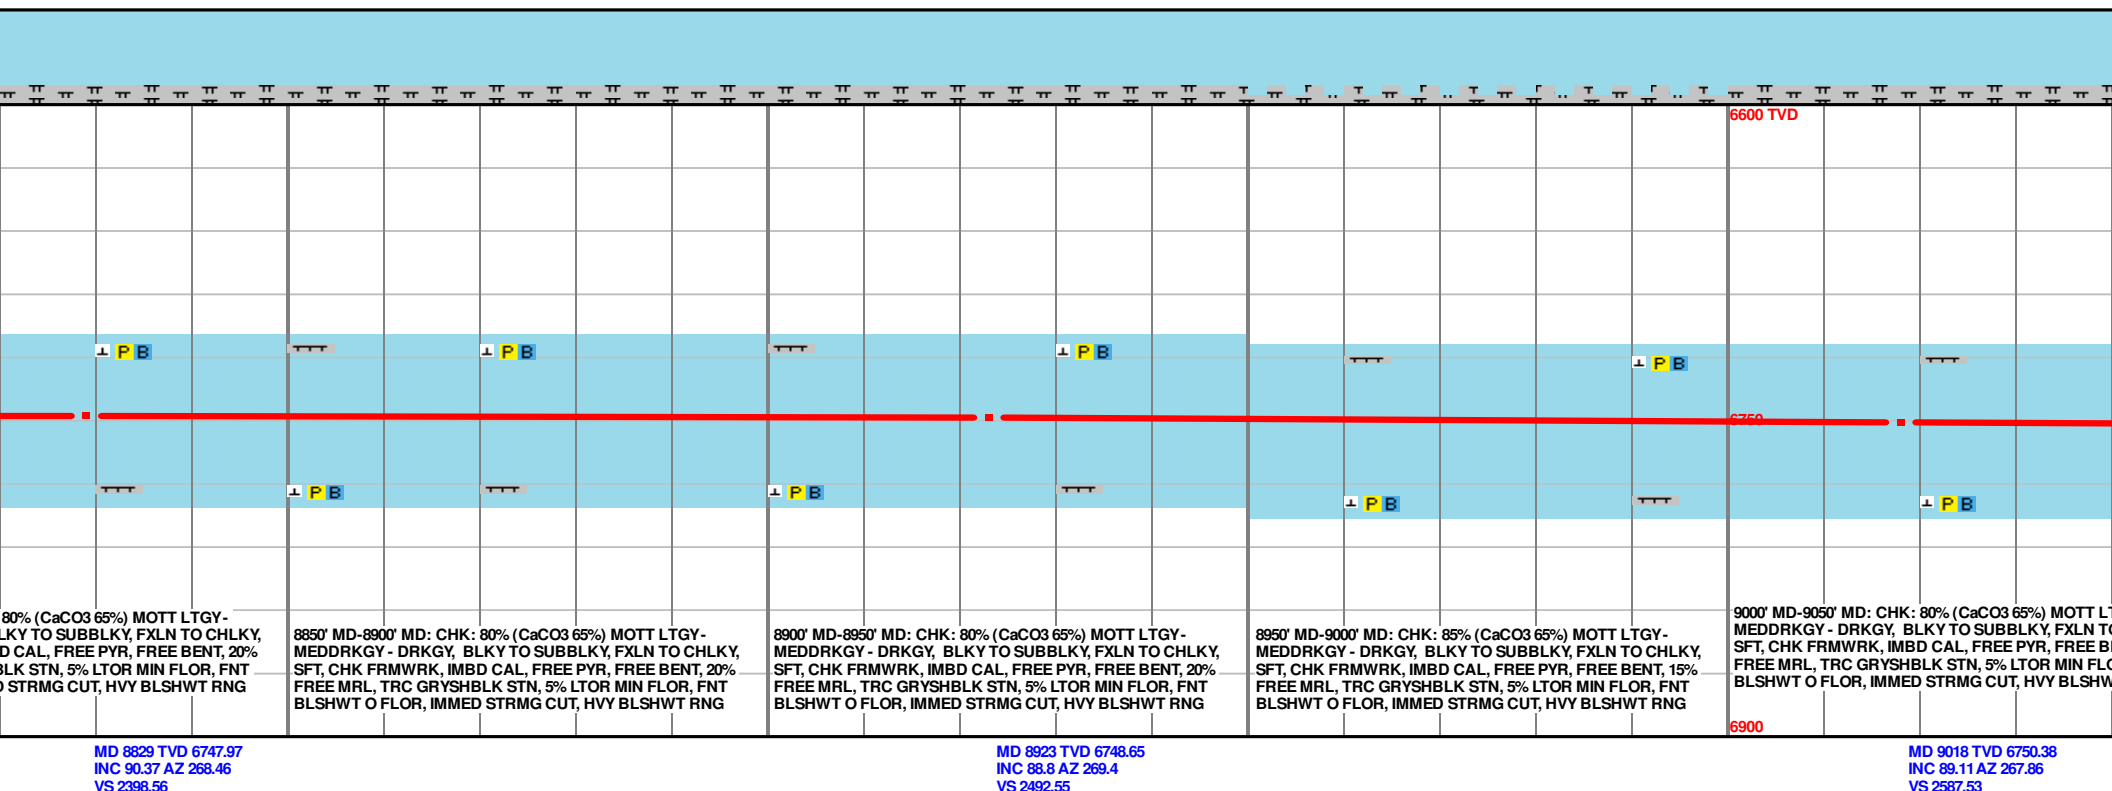 6600 TVD
P B
P B
P B
P B
6750
P B
P B
P B
P B
80% (CaCO3 65%) MOTT LTGY-
LKY TO SUBBLKY, FXLN TO CHLKY,
D CAL, FREE PYR, FREE BENT, 20%
BLK STN, 5% LTOR MIN FLOR, FNT
STRMG CUT, HVY BLSHWT RNG
8850' MD-8900' MD: CHK: 80% (CaCO3 65%) MOTT LTGY-
MEDDRKGY - DRKGY, BLKY TO SUBBLKY, FXLN TO CHLKY,
SFT, CHK FRMWRK, IMBD CAL, FREE PYR, FREE BENT, 20%
FREE MRL, TRC GRYSHBLK STN, 5% LTOR MIN FLOR, FNT
BLSHWT O FLOR, IMMED STRMG CUT, HVY BLSHWT RNG
8900' MD-8950' MD: CHK: 80% (CaCO3 65%) MOTT LTGY-
MEDDRKGY - DRKGY, BLKY TO SUBBLKY, FXLN TO CHLKY,
SFT, CHK FRMWRK, IMBD CAL, FREE PYR, FREE BENT, 20%
FREE MRL, TRC GRYSHBLK STN, 5% LTOR MIN FLOR, FNT
BLSHWT O FLOR, IMMED STRMG CUT, HVY BLSHWT RNG
8950' MD-9000' MD: CHK: 85% (CaCO3 65%) MOTT LTGY-
MEDDRKGY - DRKGY, BLKY TO SUBBLKY, FXLN TO CHLKY,
SFT, CHK FRMWRK, IMBD CAL, FREE PYR, FREE BENT, 15%
FREE MRL, TRC GRYSHBLK STN, 5% LTOR MIN FLOR, FNT
BLSHWT O FLOR, IMMED STRMG CUT, HVY BLSHWT RNG
9000' MD-9050' MD: CHK: 80% (CaCO3 65%) MOTT LT
MEDDRKGY - DRKGY, BLKY TO SUBBLKY, FXLN TO
SFT, CHK FRMWRK, IMBD CAL, FREE PYR, FREE B
FREE MRL, TRC GRYSHBLK STN, 5% LTOR MIN FLO
BLSHWT O FLOR, IMMED STRMG CUT, HVY BLSHW
6900
MD 8829 TVD 6747.97
INC 90.37 AZ 268.46
VS 2398.56
MD 8923 TVD 6748.65
INC 88.8 AZ 269.4
VS 2492.55
MD 9018 TVD 6750.38
INC 89.11 AZ 267.86
VS 2587.53